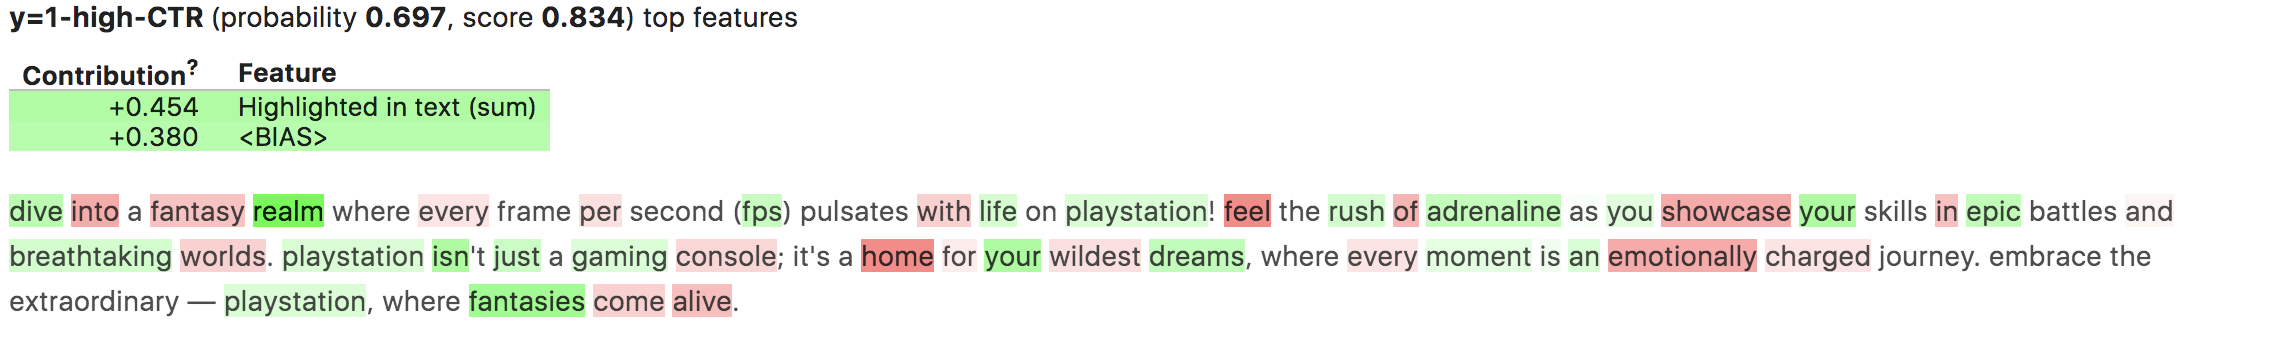 y=1-high-CTR (probability 0.697, score 0.834) top features
Contribution? Feature
+0.454 Highlighted in text (sum)
+0.380 <BIAS>
dive into a fantasy realm where every frame per second (fps) pulsates with life on playstation! feel the rush of adrenaline as you showcase your skills in epic battles and
breathtaking worlds. playstation isn't just a gaming console; it's a home for your wildest dreams, where every moment is an emotionally charged journey. embrace the
extraordinary — playstation, where fantasies come alive.